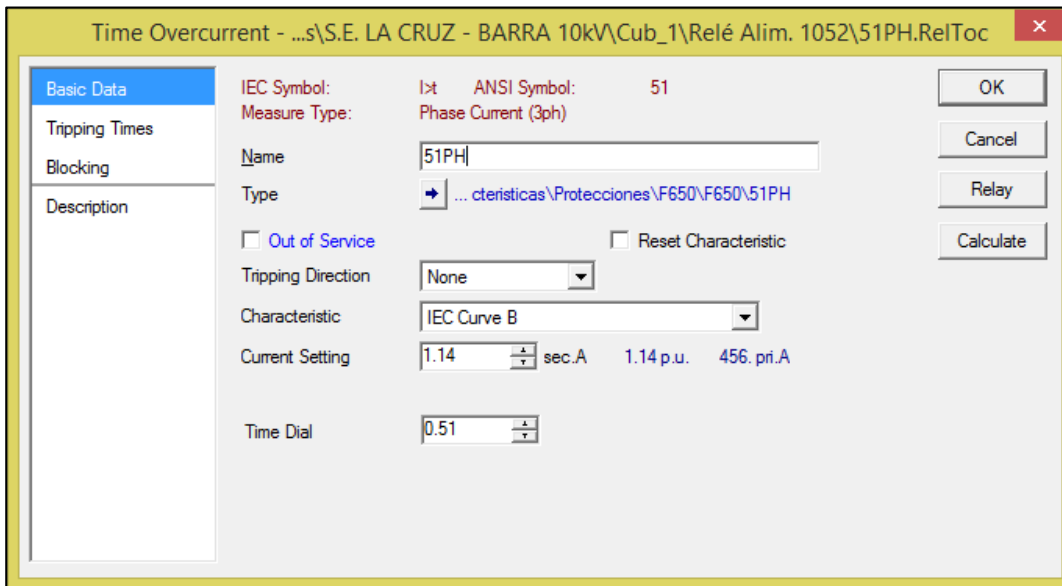 Time Overcurrent - ...s\S.E. LA CRUZ - BARRA 10kV\Cub_1\Relé Alim. 1052\51PH.RelToc
Basic Data
Tripping Times
Blocking
Description
IEC Symbol: I>t ANSI Symbol: 51
Measure Type: Phase Current (3ph)
Name 51PH
Type ... cteristicas\Protecciones\F650\F650\51PH
Out of Service Reset Characteristic
Tripping Direction None
Characteristic IEC Curve B
Current Setting 1.14 sec.A 1.14 p.u. 456. pri.A
Time Dial 0.51
OK
Cancel
Relay
Calculate